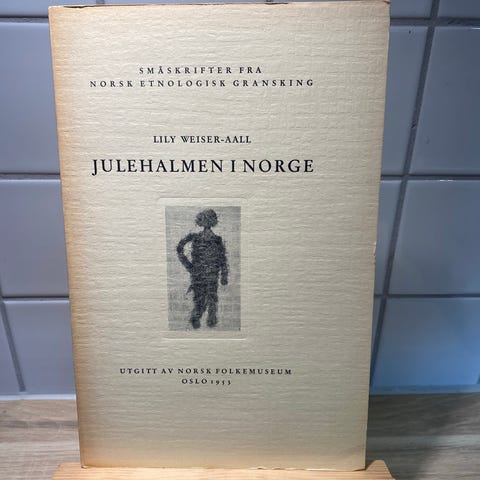 SMÅSKRIFTER FRA
NORSK ETNOLOGISK GRANSKING
LILY WEISER-AALL
JULEHALMEN I NORGE
UTGITT AV NORSK FOLKEMUSEUM
OSLO 1953